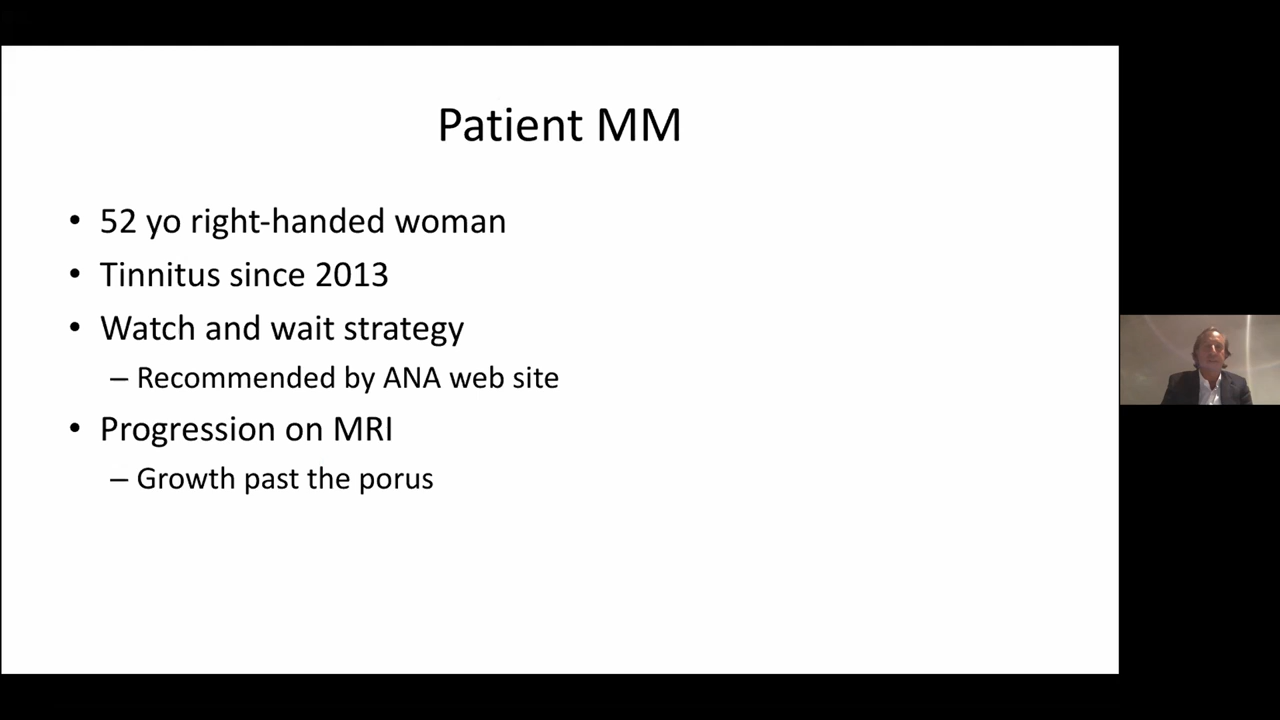 Patient MM
• 52 yo right-handed woman
• Tinnitus since 2013
• Watch and wait strategy
– Recommended by ANA web site
• Progression on MRI
– Growth past the porus